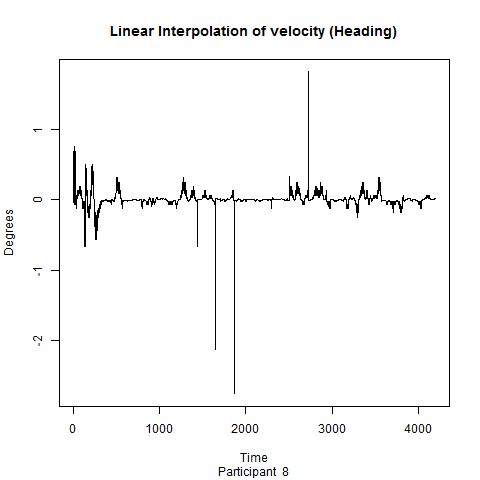 Linear Interpolation of velocity (Heading)
Degrees
1
0
-1
-2
0 1000 2000 3000 4000
Time
Participant 8